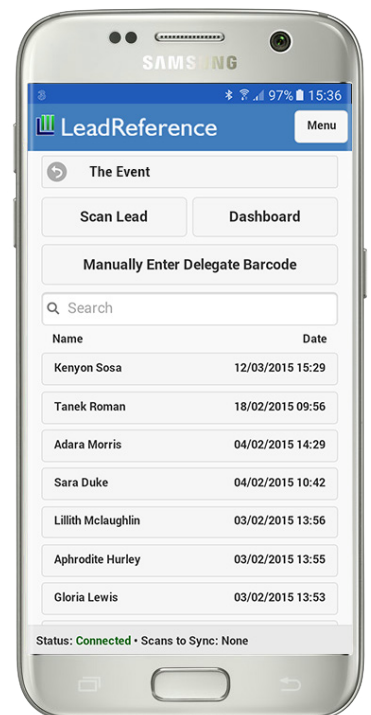 SAMSUNG
97% 15:36
LeadReference
Menu
The Event
Scan Lead
Dashboard
Manually Enter Delegate Barcode
Search
Name Date
Kenyon Sosa 12/03/2015 15:29
Tanek Roman 18/02/2015 09:56
Adara Morris 04/02/2015 14:29
Sara Duke 04/02/2015 10:42
Lillith Mclaughlin 03/02/2015 13:56
Aphrodite Hurley 03/02/2015 13:55
Gloria Lewis 03/02/2015 13:53
Status: Connected • Scans to Sync: None